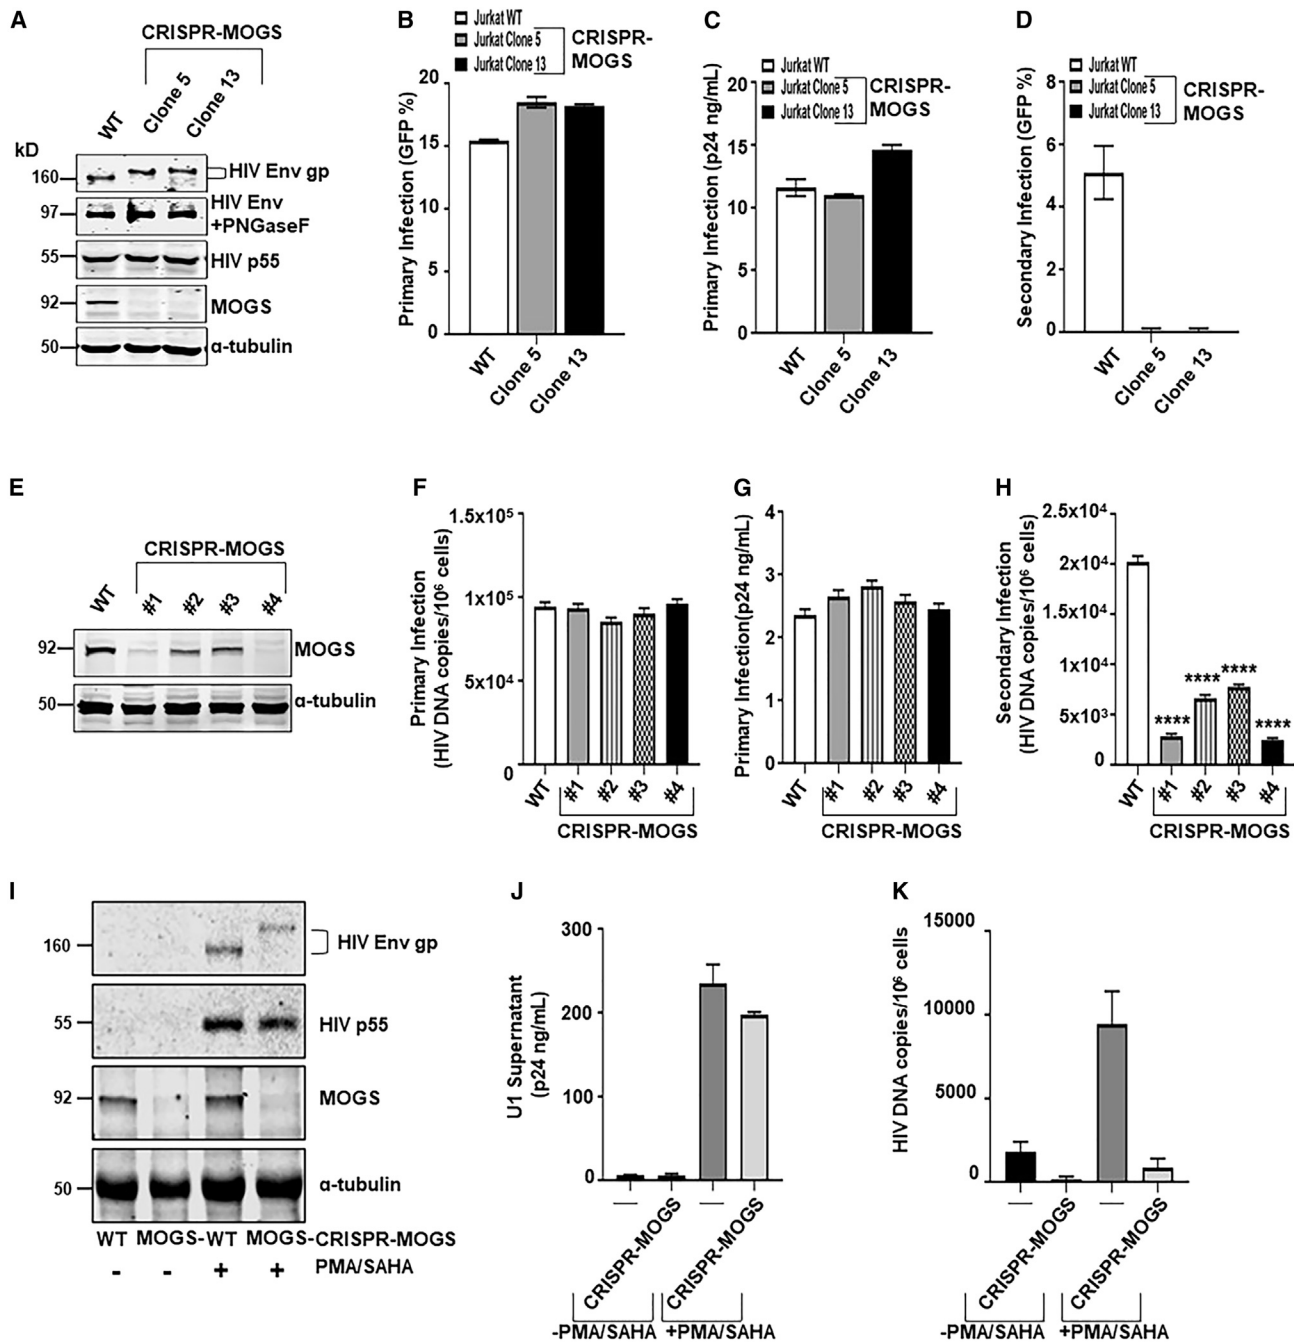 A
CRISPR-MOGS
WT
Clone 5
Clone 13
kD
160
HIV Env gp
97
HIV Env
+PNGaseF
55
HIV p55
92
MOGS
50
α-tubulin
B
Jurkat WT
Jurkat Clone 5
Jurkat Clone 13
CRISPR-
MOGS
Primary Infection (GFP %)
20
15
10
5
0
WT
Clone 5
Clone 13
C
Jurkat WT
Jurkat Clone 5
Jurkat Clone 13
CRISPR-
MOGS
Primary Infection (p24 ng/mL)
20
15
10
5
0
WT
Clone 5
Clone 13
D
Jurkat WT
Jurkat Clone 5
Jurkat Clone 13
CRISPR-
MOGS
Secondary Infection (GFP %)
8
6
4
2
0
WT
Clone 5
Clone 13
E
CRISPR-MOGS
WT
#1
#2
#3
#4
92
MOGS
50
α-tubulin
F
Primary Infection
(HIV DNA copies/10⁶ cells)
1.5x10⁵
1x10⁵
5x10⁴
0
WT
#1
#2
#3
#4
CRISPR-MOGS
G
Primary Infection(p24 ng/mL)
4
3
2
1
0
WT
#1
#2
#3
#4
CRISPR-MOGS
H
Secondary Infection
(HIV DNA copies/10⁶ cells)
2.5x10⁴
2x10⁴
1.5x10⁴
1x10⁴
5x10³
0
****
****
****
****
WT
#1
#2
#3
#4
CRISPR-MOGS
I
160
HIV Env gp
55
HIV p55
92
MOGS
50
α-tubulin
WT MOGS- WT MOGS- CRISPR-MOGS
- - + + PMA/SAHA
J
U1 Supernatant
(p24 ng/mL)
300
200
100
0
—
CRISPR-MOGS
—
CRISPR-MOGS
-PMA/SAHA +PMA/SAHA
K
HIV DNA copies/10⁶ cells
15000
10000
5000
0
—
CRISPR-MOGS
—
CRISPR-MOGS
-PMA/SAHA +PMA/SAHA